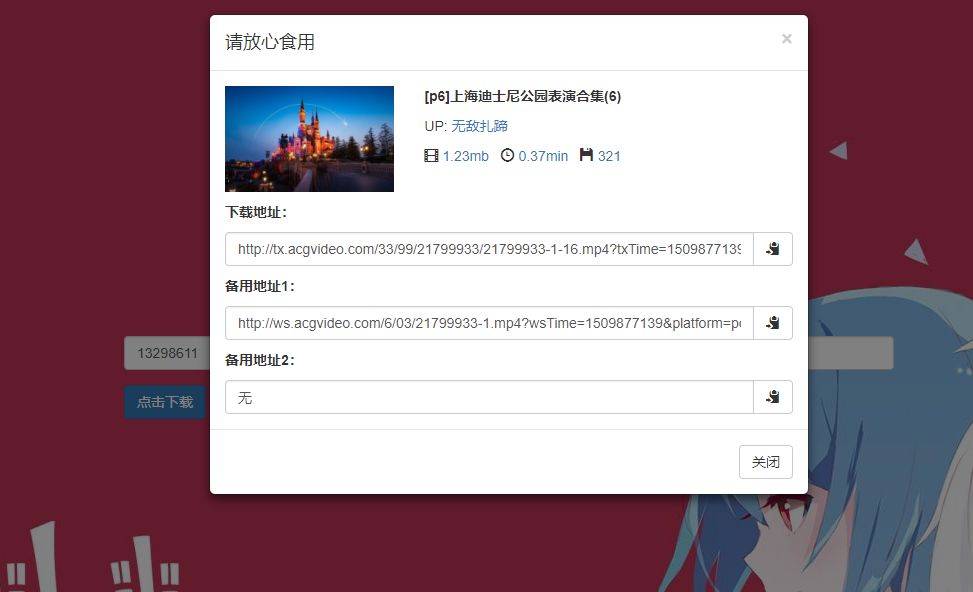 请放心食用
×
[p6]上海迪士尼公园表演合集(6)
UP: 无敌扎蹄
1.23mb 0.37min 321
下载地址：
http://tx.acgvideo.com/33/99/21799933/21799933-1-16.mp4?txTime=1509877139
备用地址1：
http://ws.acgvideo.com/6/03/21799933-1.mp4?wsTime=1509877139&platform=pc
备用地址2：
无
13298611
点击下载
关闭